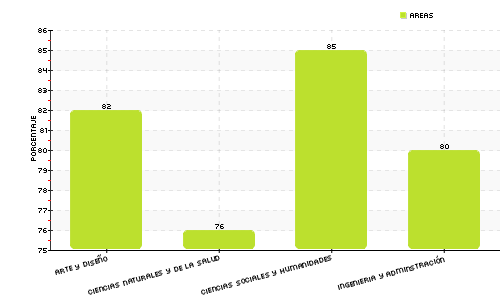 AREAS
86
85
84
83
82
81
80
79
78
77
76
75
PORCENTAJE
82
76
85
80
ARTE Y DISEÑO
CIENCIAS NATURALES Y DE LA SALUD
CIENCIAS SOCIALES Y HUMANIDADES
INGENIERIA Y ADMINSTRACIÓN